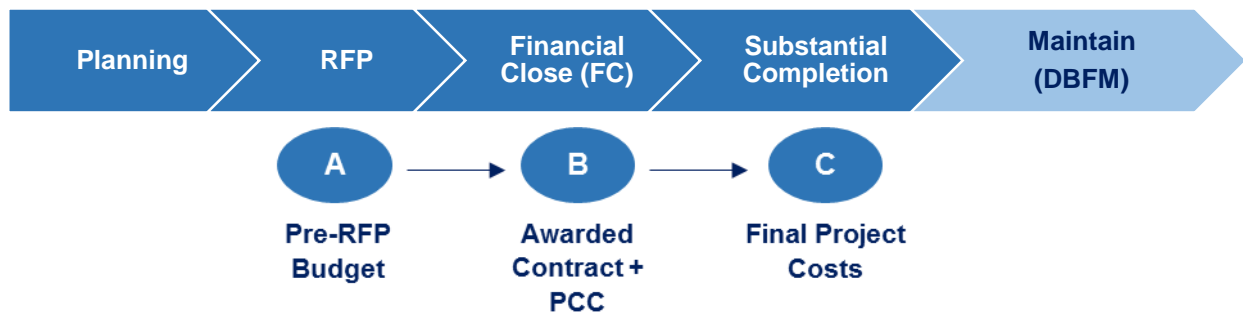 Planning
RFP
Financial
Close (FC)
Substantial
Completion
Maintain
(DBFM)
A
B
C
Pre-RFP
Budget
Awarded
Contract +
PCC
Final Project
Costs